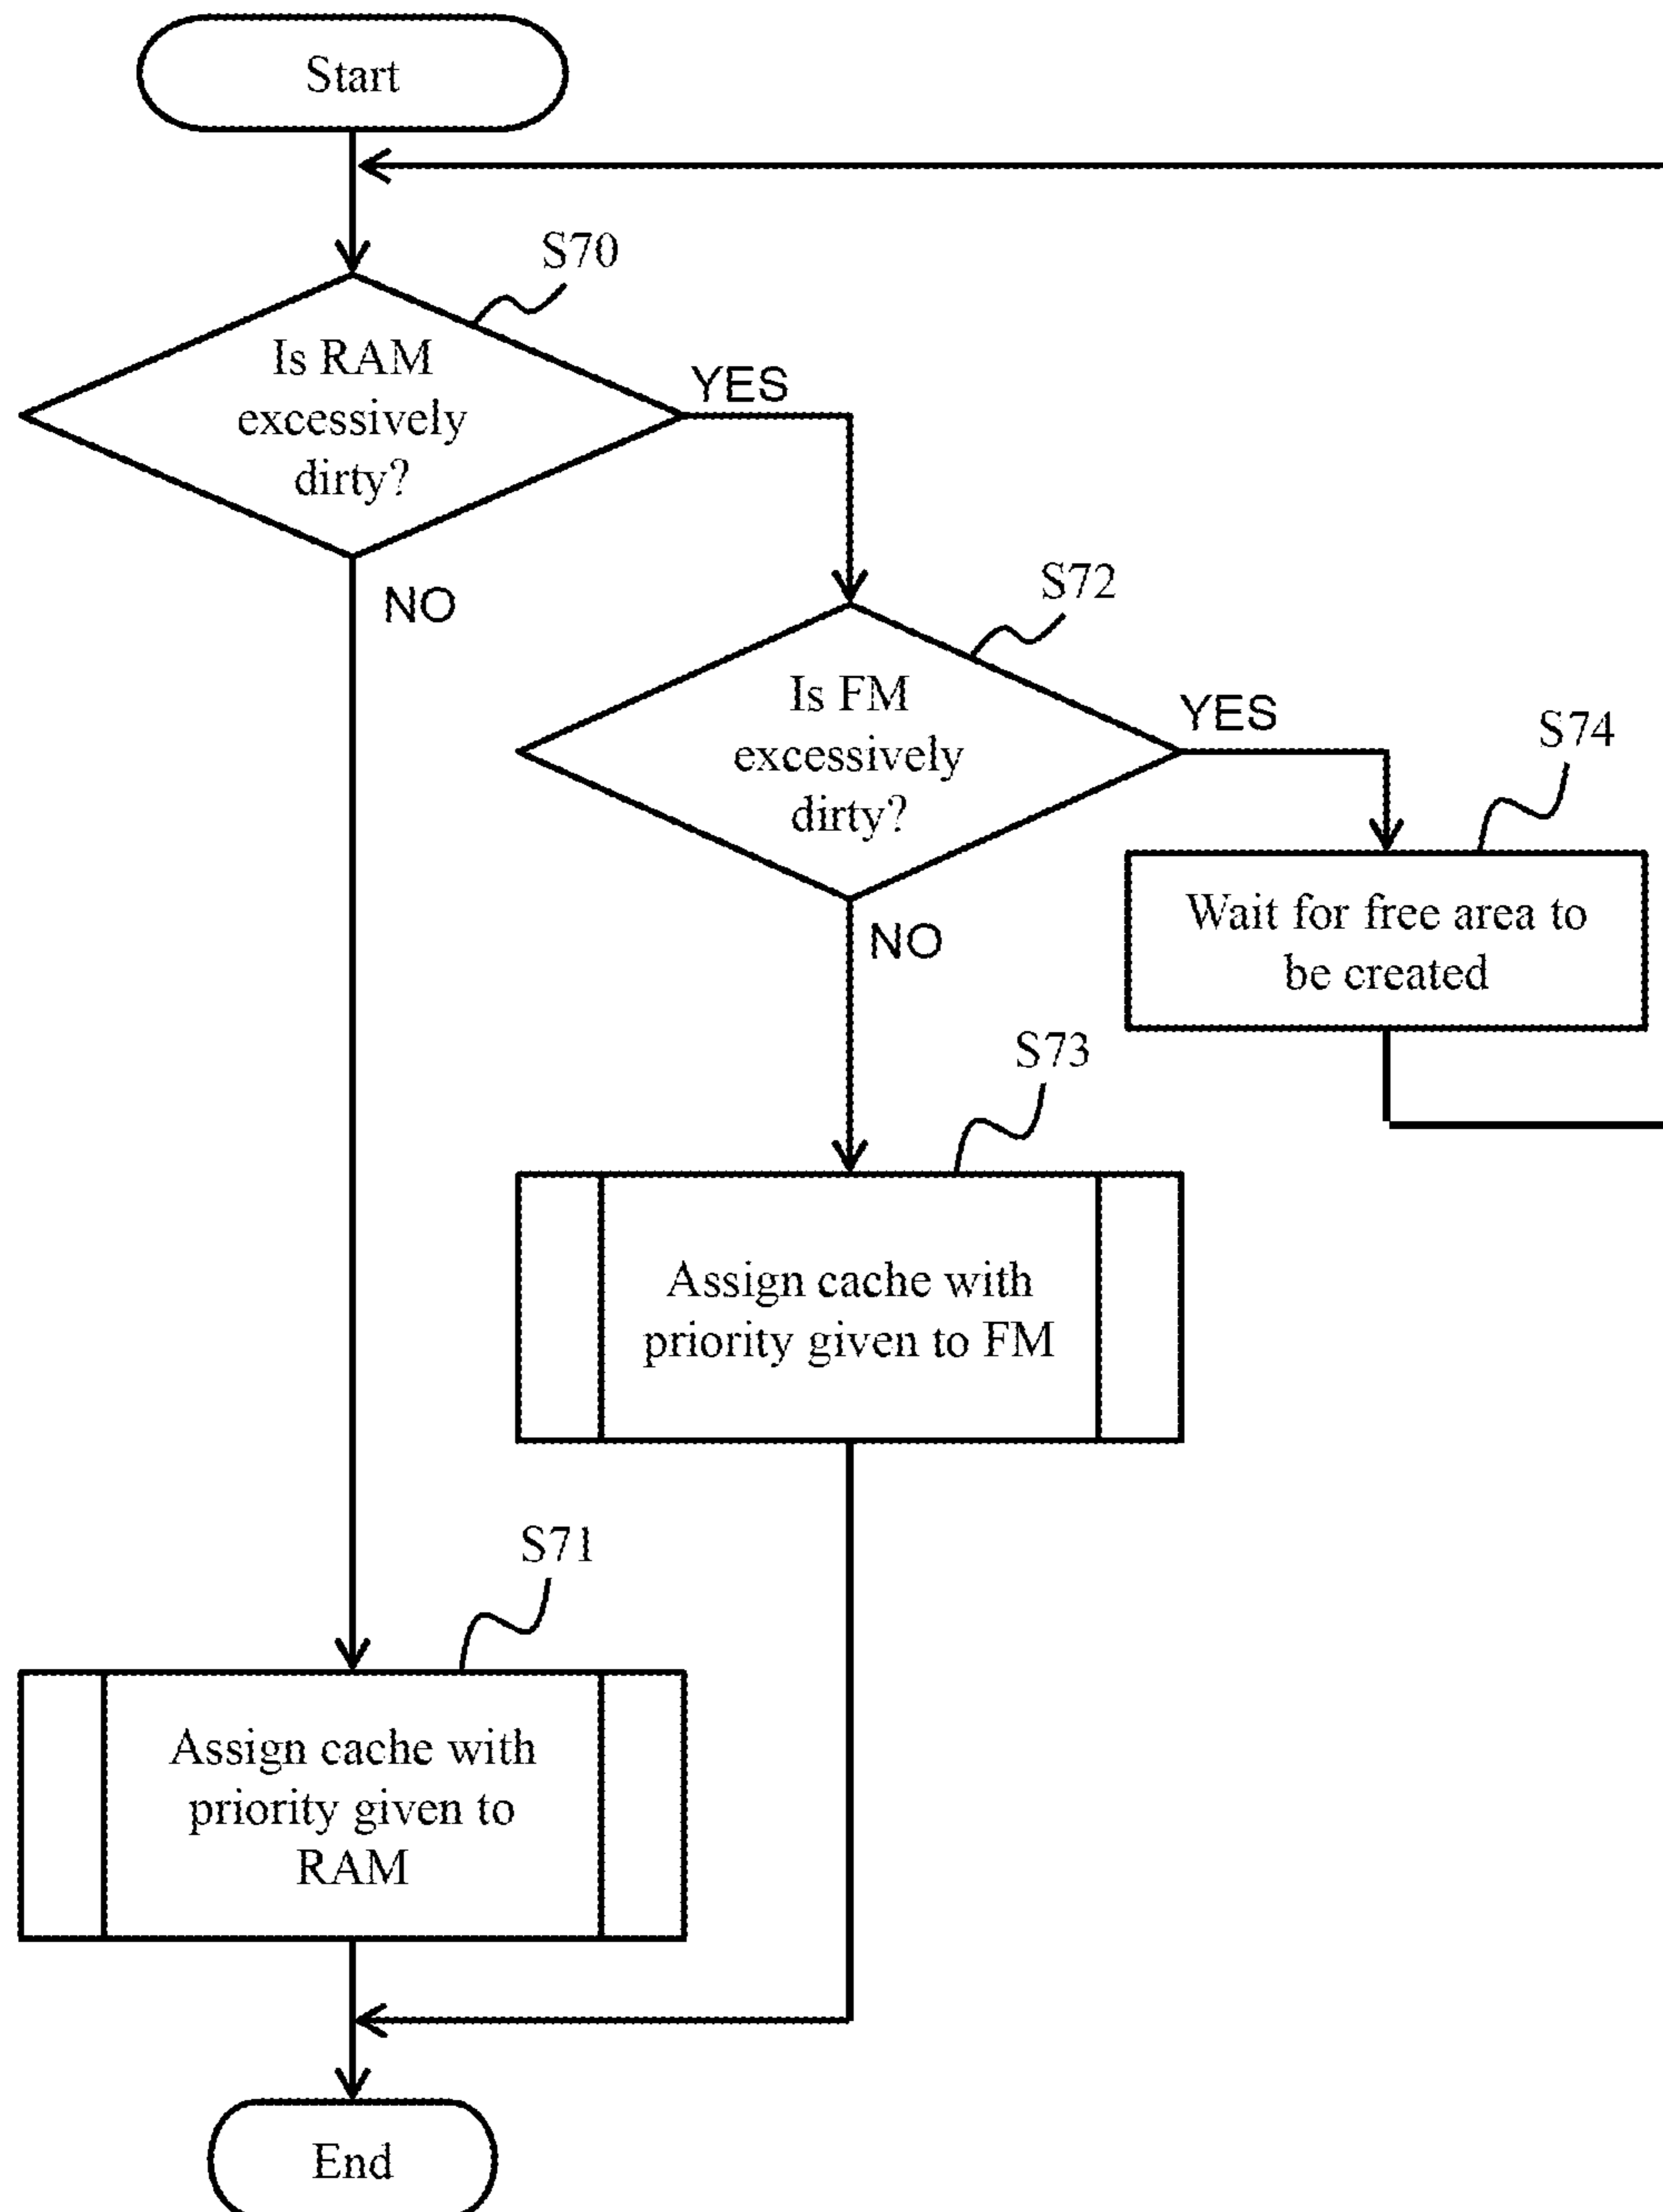 Start
S70
Is RAM
excessively
dirty?
YES
NO
S72
Is FM
excessively
dirty?
YES
NO
S74
Wait for free area to
be created
S73
Assign cache with
priority given to FM
S71
Assign cache with
priority given to
RAM
End